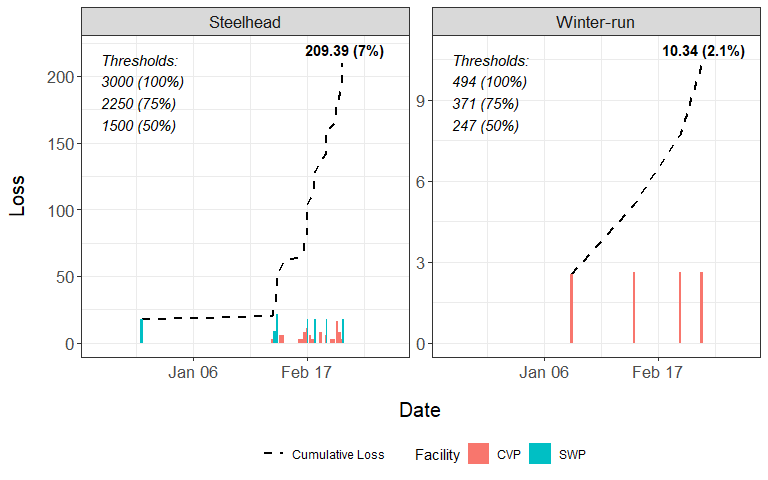 Steelhead
Winter-run
209.39 (7%)
Thresholds:
3000 (100%)
2250 (75%)
1500 (50%)
10.34 (2.1%)
Thresholds:
494 (100%)
371 (75%)
247 (50%)
Loss
200
150
100
50
0
9
6
3
0
Jan 06
Feb 17
Jan 06
Feb 17
Date
Cumulative Loss
Facility
CVP
SWP